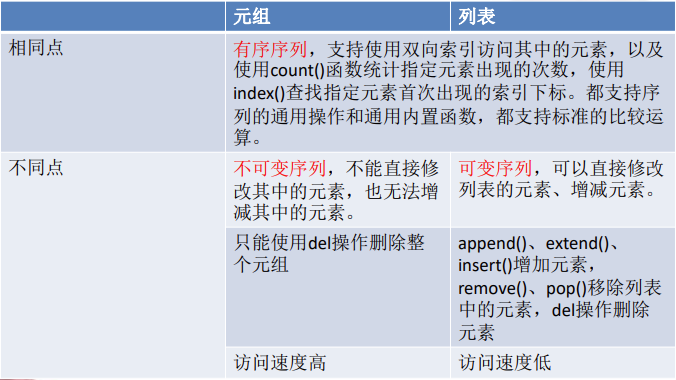 元组 列表
相同点
有序序列，支持使用双向索引访问其中的元素，以及
使用count()函数统计指定元素出现的次数，使用
index()查找指定元素首次出现的索引下标。都支持序
列的通用操作和通用内置函数，都支持标准的比较运
算。
不同点
不可变序列，不能直接修
改其中的元素，也无法增
减其中的元素。
可变序列，可以直接修改
列表的元素、增减元素。
只能使用del操作删除整
个元组
append()、extend()、
insert()增加元素，
remove()、pop()移除列表
中的元素，del操作删除
元素
访问速度高
访问速度低